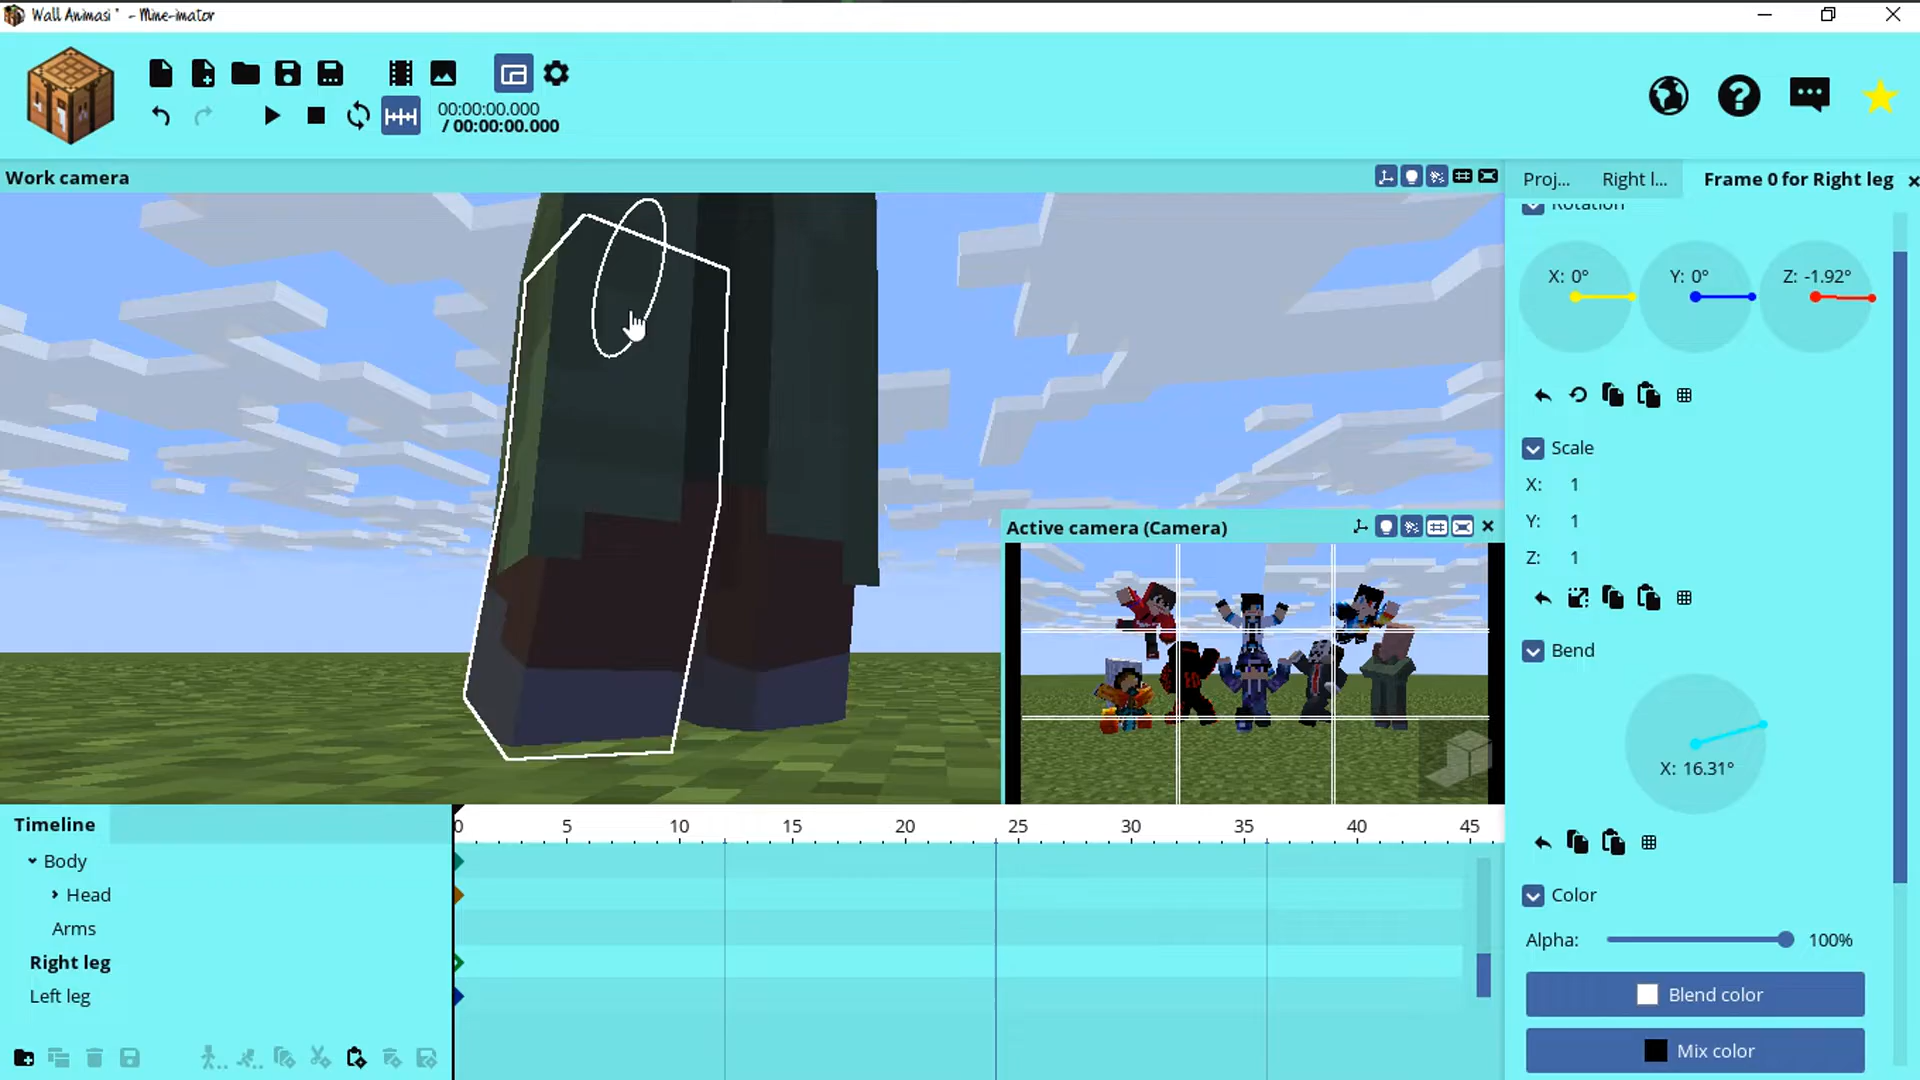 Wall Animasi * - Mine-imator
00:00:00.000
/ 00:00:00.000
Work camera
Proj...
Right l...
Frame 0 for Right leg
Rotation
X: 0°
Y: 0°
Z: -1.92°
Scale
X: 1
Y: 1
Z: 1
Bend
X: 16.31°
Color
Alpha: 100%
Blend color
Mix color
Active camera (Camera)
Timeline
0 5 10 15 20 25 30 35 40 45
Body
Head
Arms
Right leg
Left leg